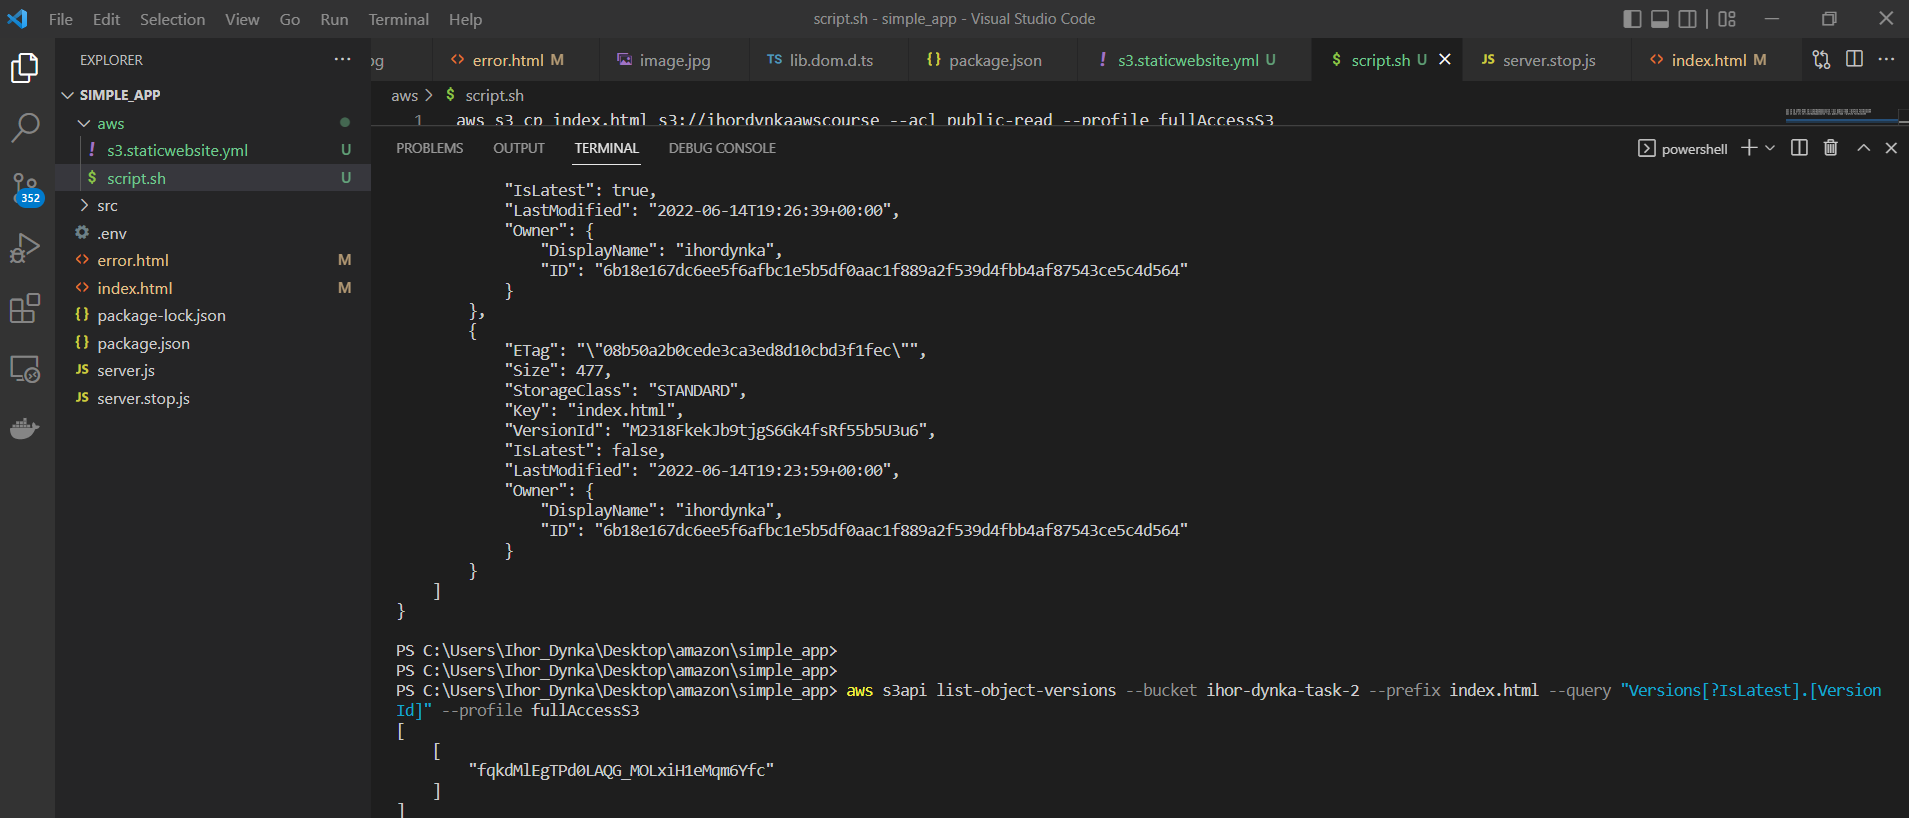 File Edit Selection View Go Run Terminal Help
script.sh - simple_app - Visual Studio Code
EXPLORER
SIMPLE_APP
aws
s3.staticwebsite.yml U
script.sh U
src
.env
error.html M
index.html M
package-lock.json
package.json
server.js
server.stop.js
352
error.html M
image.jpg
lib.dom.d.ts
package.json
s3.staticwebsite.yml U
script.sh U
server.stop.js
index.html M
aws > $ script.sh
1 aws s3 cp index.html s3://ihordynkaawscourse --acl public-read --profile fullAccessS3
PROBLEMS OUTPUT TERMINAL DEBUG CONSOLE
powershell
"IsLatest": true,
"LastModified": "2022-06-14T19:26:39+00:00",
"Owner": {
"DisplayName": "ihordynka",
"ID": "6b18e167dc6ee5f6afbc1e5b5df0aac1f889a2f539d4fbb4af87543ce5c4d564"
}
},
{
"ETag": "\"08b50a2b0cede3ca3ed8d10cbd3f1fec\"",
"Size": 477,
"StorageClass": "STANDARD",
"Key": "index.html",
"VersionId": "M2318FkekJb9tjgS6Gk4fsRf55b5U3u6",
"IsLatest": false,
"LastModified": "2022-06-14T19:23:59+00:00",
"Owner": {
"DisplayName": "ihordynka",
"ID": "6b18e167dc6ee5f6afbc1e5b5df0aac1f889a2f539d4fbb4af87543ce5c4d564"
}
}
]
}
PS C:\Users\Ihor_Dynka\Desktop\amazon\simple_app>
PS C:\Users\Ihor_Dynka\Desktop\amazon\simple_app>
PS C:\Users\Ihor_Dynka\Desktop\amazon\simple_app> aws s3api list-object-versions --bucket ihor-dynka-task-2 --prefix index.html --query "Versions[?IsLatest].[Version
Id]" --profile fullAccessS3
[
[
"fqkdMlEgTPd0LAQG_MOLxiH1eMqm6Yfc"
]
]